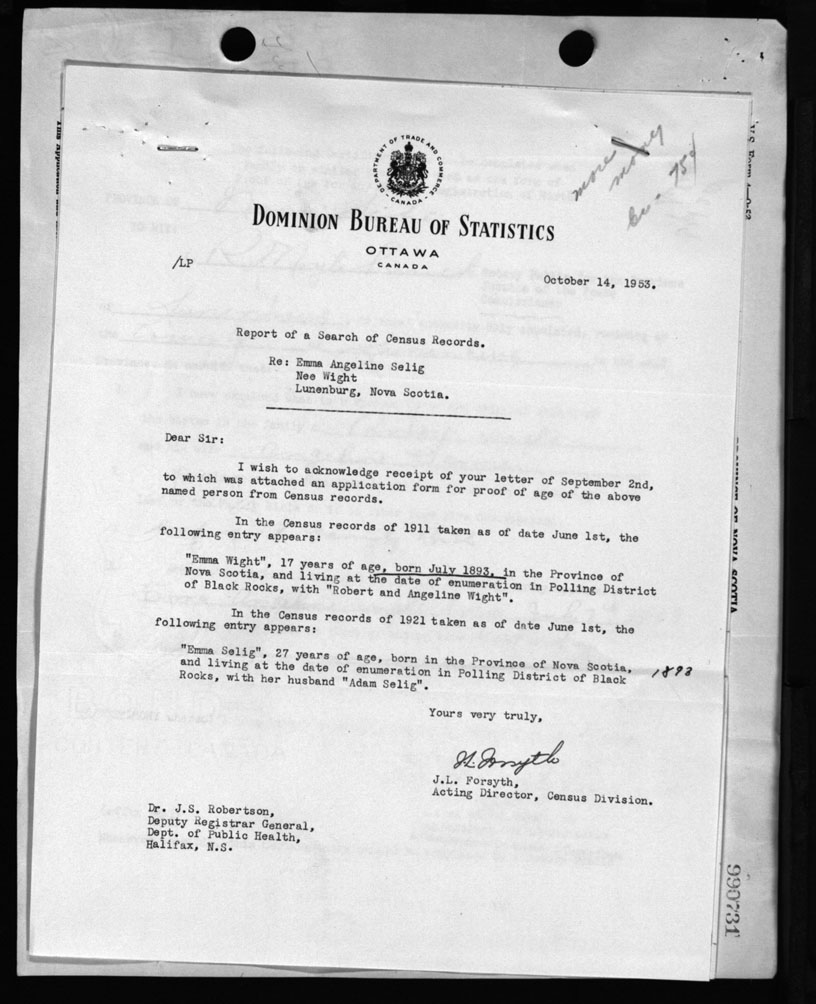 more
money
75¢
DEPARTMENT OF TRADE AND COMMERCE
CANADA
DOMINION BUREAU OF STATISTICS
OTTAWA
CANADA
/LP
October 14, 1953.
Report of a Search of Census Records.
Re: Emma Angeline Selig
Nee Wight
Lunenburg, Nova Scotia.
Dear Sir:
I wish to acknowledge receipt of your letter of September 2nd,
to which was attached an application form for proof of age of the above
named person from Census records.
In the Census records of 1911 taken as of date June 1st, the
following entry appears:
"Emma Wight", 17 years of age, born July 1893, in the Province of
Nova Scotia, and living at the date of enumeration in Polling District
of Black Rocks, with "Robert and Angeline Wight".
In the Census records of 1921 taken as of date June 1st, the
following entry appears:
"Emma Selig", 27 years of age, born in the Province of Nova Scotia,
and living at the date of enumeration in Polling District of Black
Rocks, with her husband "Adam Selig".
1893
Yours very truly,
J.L. Forsyth
J.L. Forsyth,
Acting Director, Census Division.
Dr. J.S. Robertson,
Deputy Registrar General,
Dept. of Public Health,
Halifax, N.S.
990731